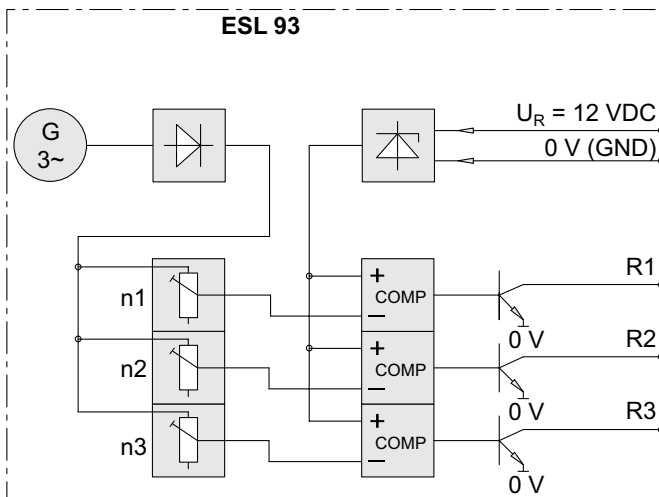 ESL 93
G
3~
U_R = 12 VDC
0 V (GND)
n1
+
COMP
−
R1
0 V
n2
+
COMP
−
R2
0 V
n3
+
COMP
−
R3
0 V